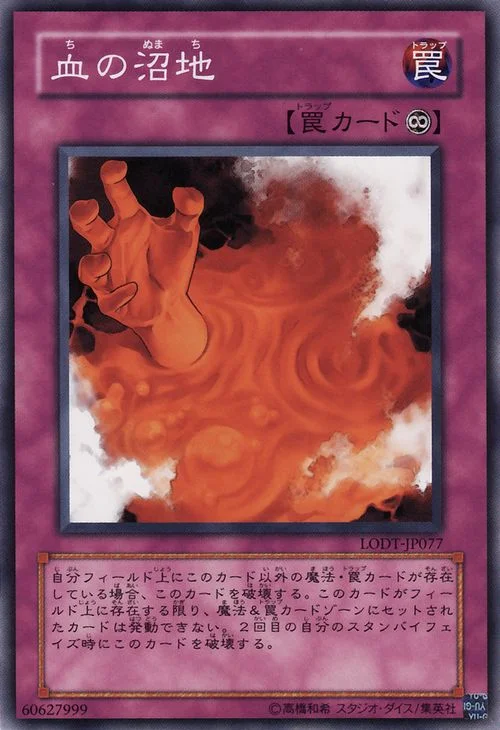 血の沼地
罠
【罠カード】
LODT-JP077
自分フィールド上にこのカード以外の魔法・罠カードが存在
している場合、このカードを破壊する。このカードがフィー
ルド上に存在する限り、魔法&罠カードゾーンにセットされ
たカードは発動できない。2回目の自分のスタンバイフェ
イズ時にこのカードを破壊する。
60627999
©高橋和希 スタジオ・ダイス/集英社